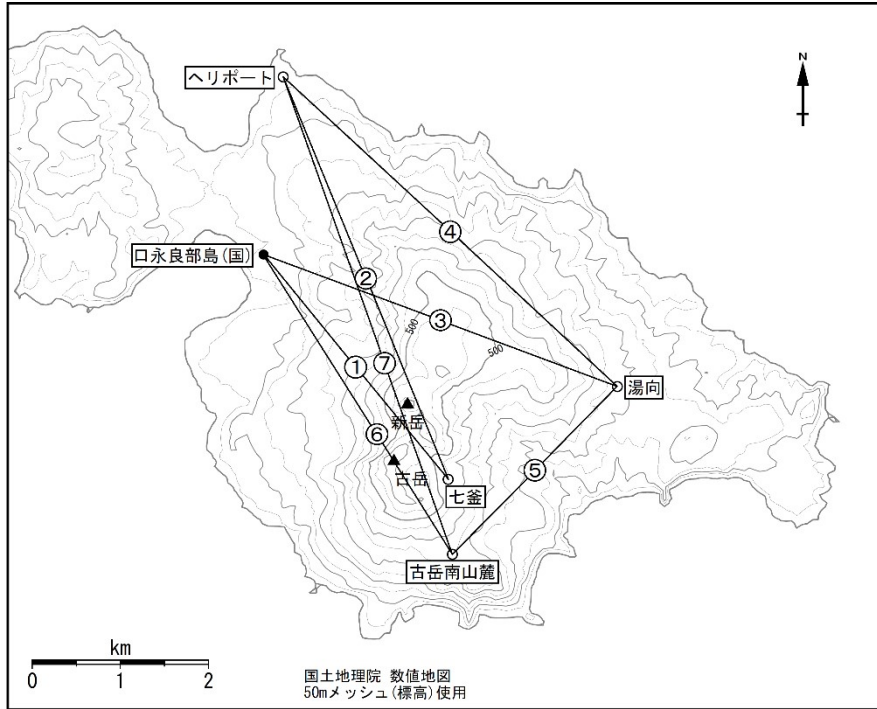 N
ヘリポート
④
口永良部島(国)
②
③
500
500
①
⑦
湯向
新岳
⑥
古岳
⑤
七釜
古岳南山麓
km
0 1 2
国土地理院 数値地図
50mメッシュ(標高)使用